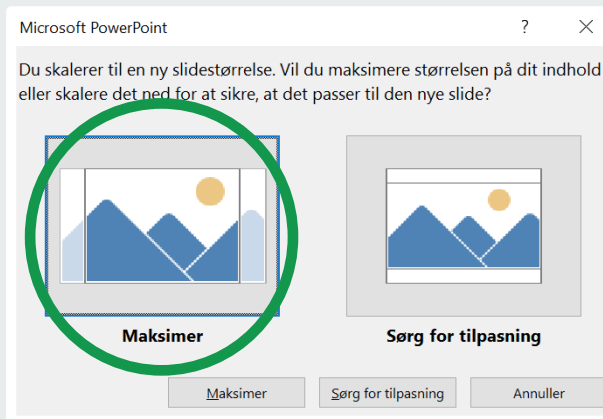 Microsoft PowerPoint ? ×
Du skalerer til en ny slidestørrelse. Vil du maksimere størrelsen på dit indhold
eller skalere det ned for at sikre, at det passer til den nye slide?
Maksimer Sørg for tilpasning
Maksimer Sørg for tilpasning Annuller